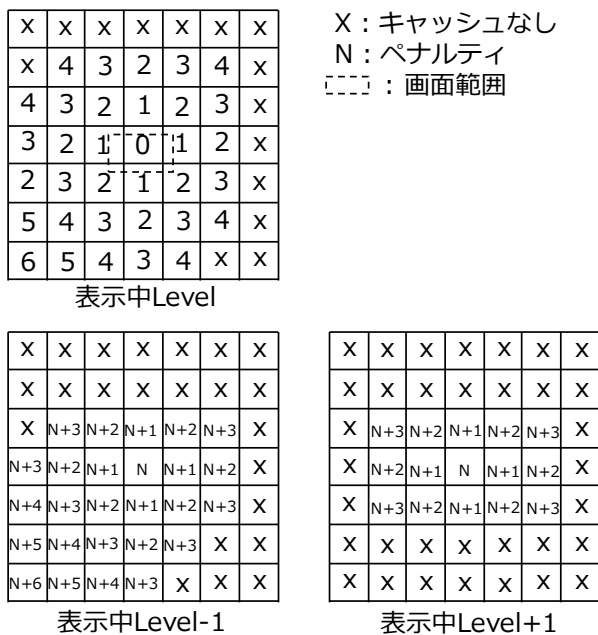 X X X X X X X
x 4 3 2 3 4 x
4 3 2 1 2 3 x
3 2 1 0 1 2 x
2 3 2 1 2 3 x
5 4 3 2 3 4 x
6 5 4 3 4 x x
表示中Level
X：キャッシュなし
N：ペナルティ
：画面範囲
X X X X X X X
X X X X X X X
X N+3 N+2 N+1 N+2 N+3 X
N+3 N+2 N+1 N N+1 N+2 X
N+4 N+3 N+2 N+1 N+2 N+3 X
N+5 N+4 N+3 N+2 N+3 X X
N+6 N+5 N+4 N+3 X X X
表示中Level-1
X X X X X X X
X X X X X X X
X N+3 N+2 N+1 N+2 N+3 X
X N+2 N+1 N N+1 N+2 X
X N+3 N+2 N+1 N+2 N+3 X
X X X X X X X
X X X X X X X
表示中Level+1